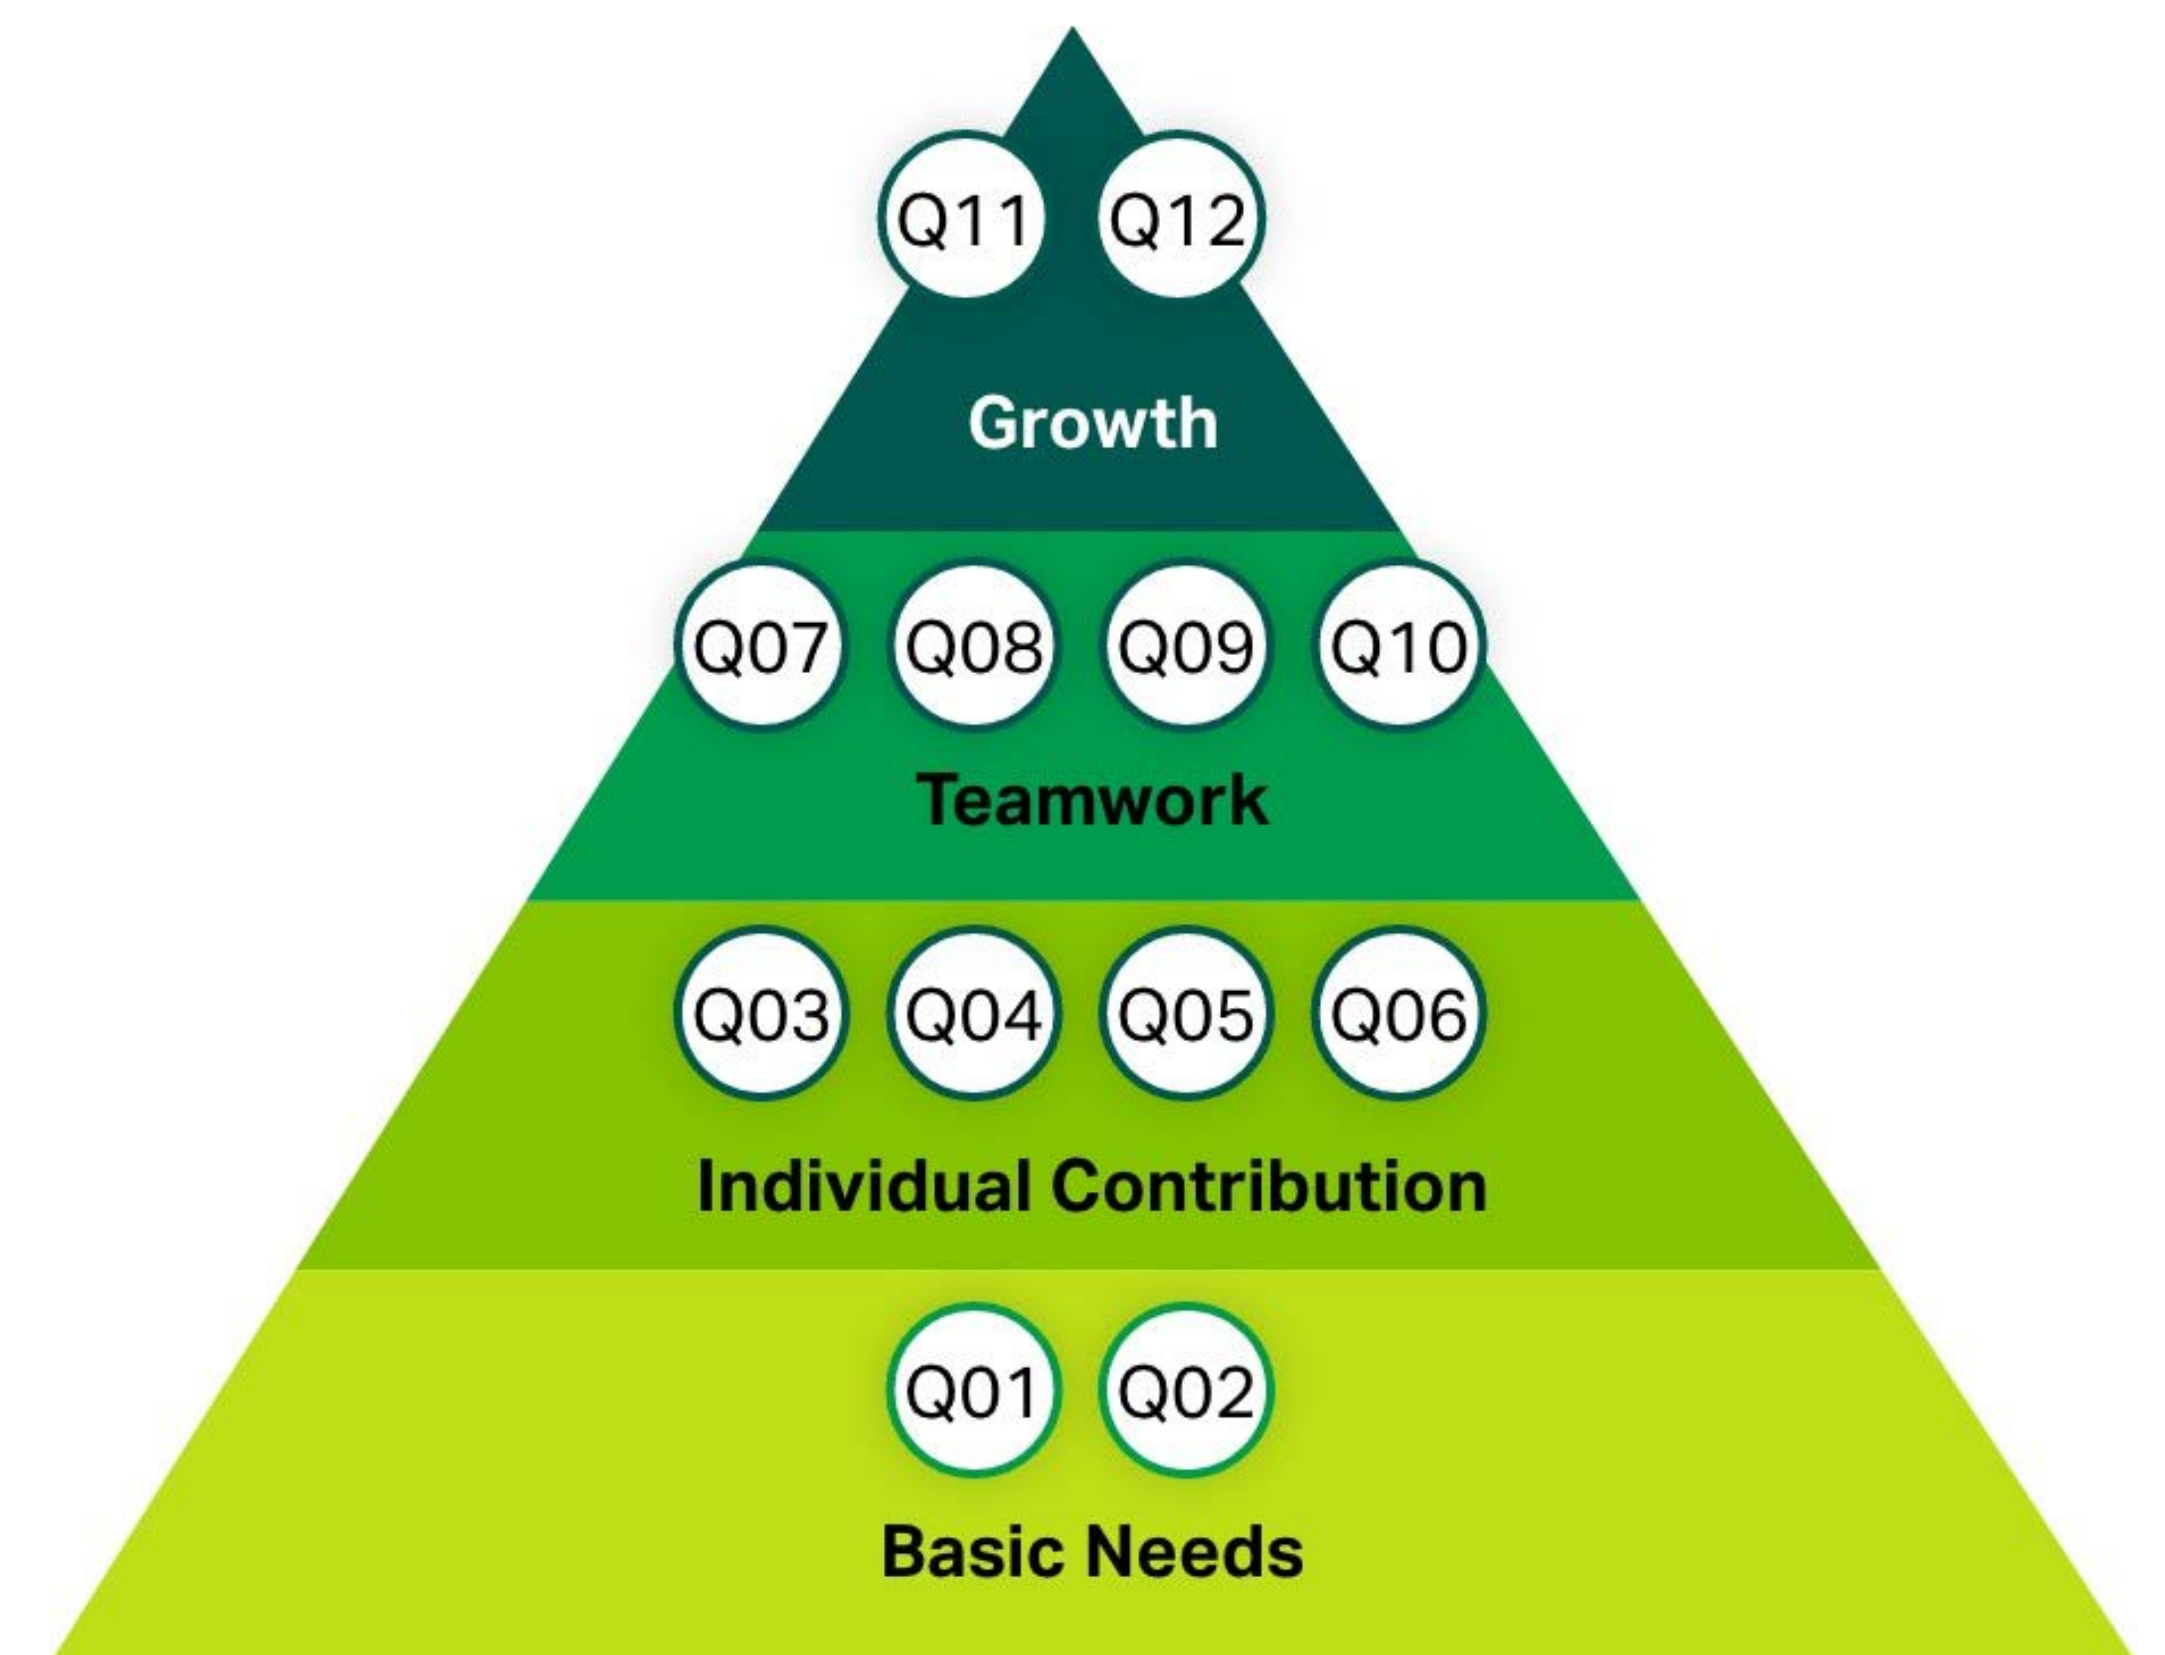 Q11 Q12
Growth
Q07 Q08 Q09 Q10
Teamwork
Q03 Q04 Q05 Q06
Individual Contribution
Q01 Q02
Basic Needs